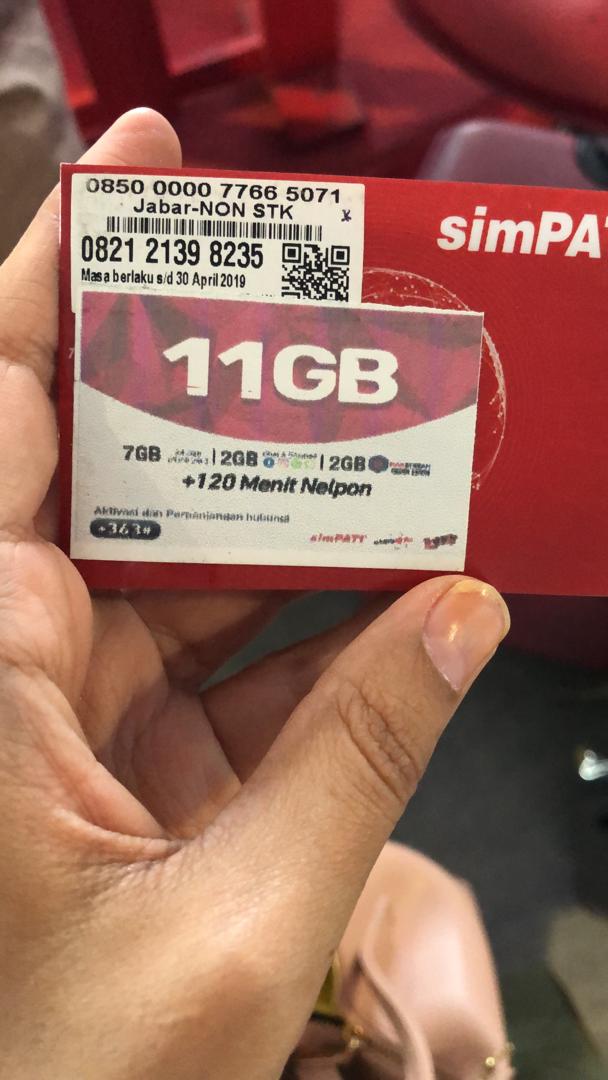 0850 0000 7766 5071
Jabar-NON STK
0821 2139 8235
Masa berlaku s/d 30 April 2019
simPA
11GB
7GB | 2GB | 2GB
+120 Menit Nelpon
Aktivasi dan Perpanjangan hubungi
*363#
simPATI